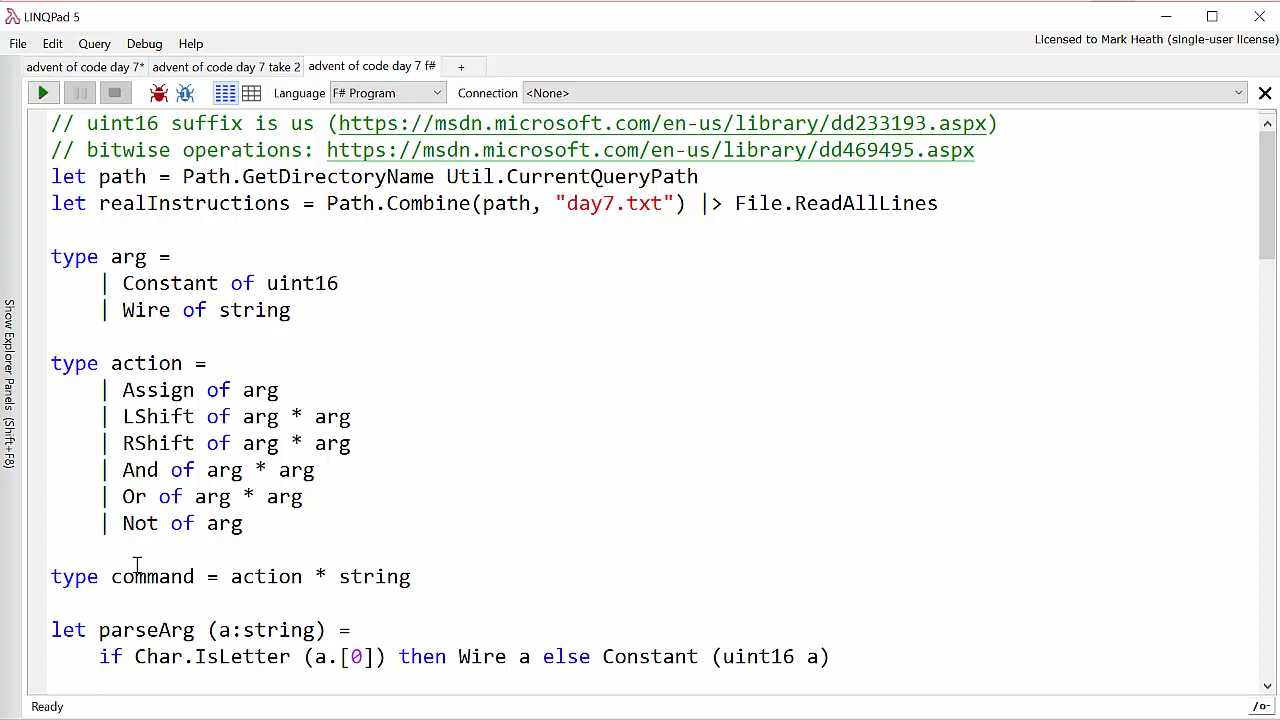 LINQPad 5
File Edit Query Debug Help
Licensed to Mark Heath (single-user license)
advent of code day 7* advent of code day 7 take 2 advent of code day 7 f# +
Language F# Program Connection <None>
// uint16 suffix is us (https://msdn.microsoft.com/en-us/library/dd233193.aspx)
// bitwise operations: https://msdn.microsoft.com/en-us/library/dd469495.aspx
let path = Path.GetDirectoryName Util.CurrentQueryPath
let realInstructions = Path.Combine(path, "day7.txt") |> File.ReadAllLines
type arg =
| Constant of uint16
| Wire of string
type action =
| Assign of arg
| LShift of arg * arg
| RShift of arg * arg
| And of arg * arg
| Or of arg * arg
| Not of arg
type command = action * string
let parseArg (a:string) =
if Char.IsLetter (a.[0]) then Wire a else Constant (uint16 a)
Show Explorer Panels (Shift+F8)
Ready
/o-